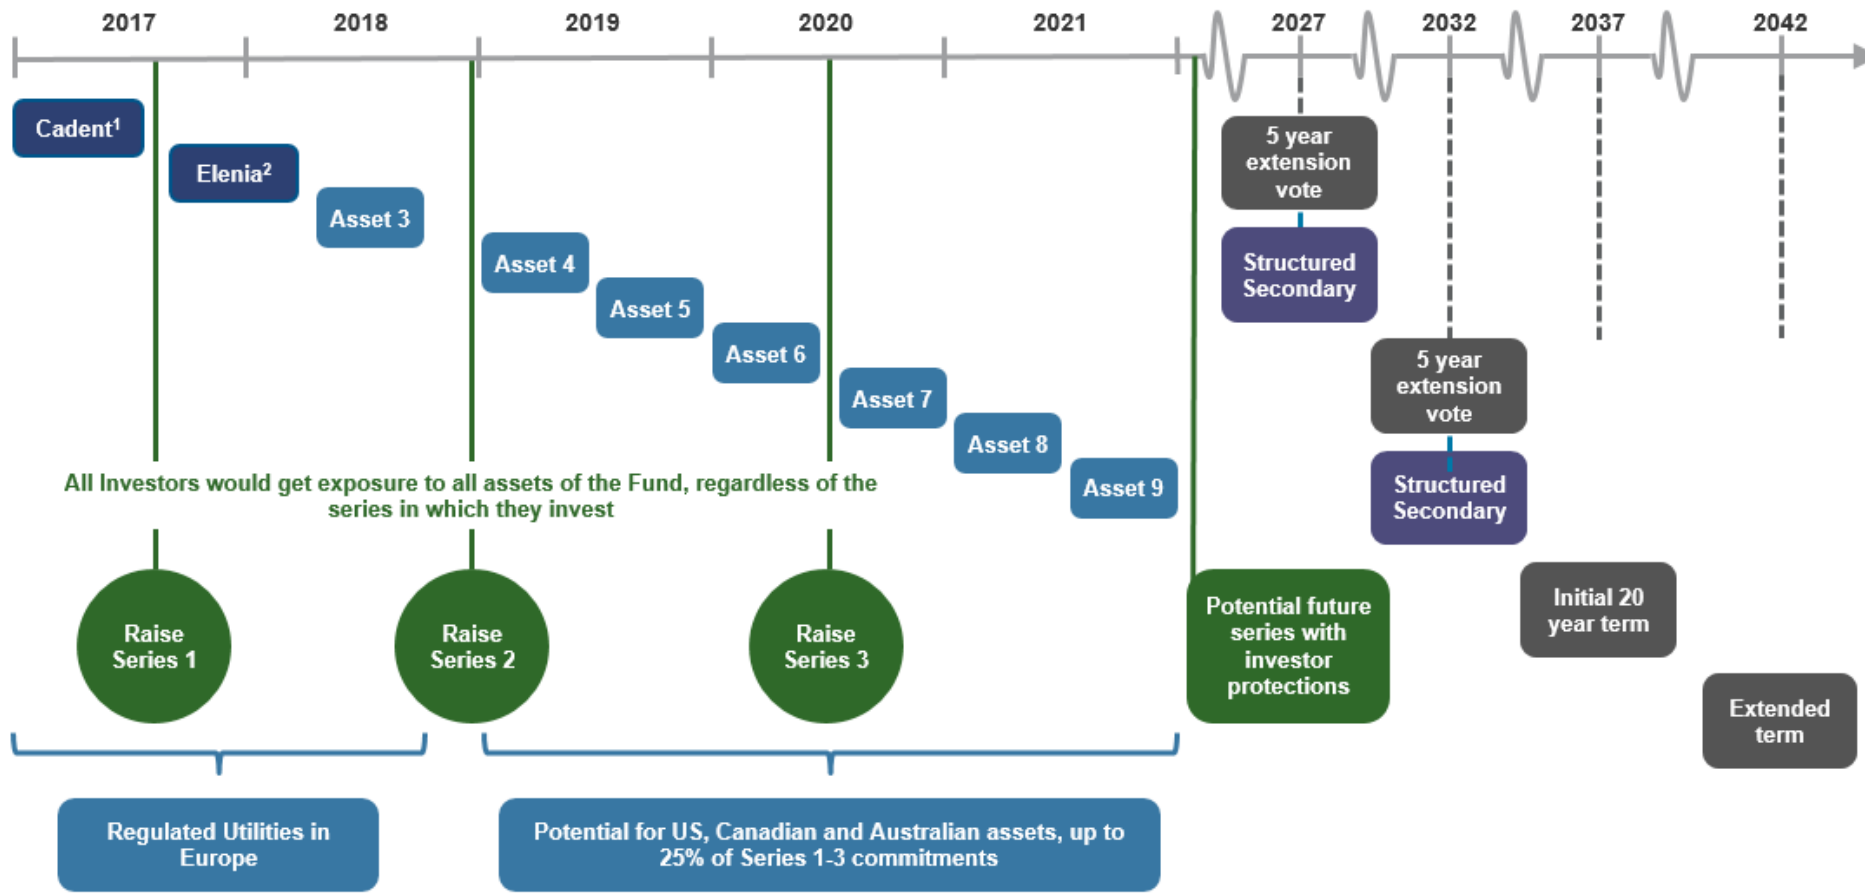 2017
2018
2019
2020
2021
2027
2032
2037
2042
Cadent¹
Elenia²
Asset 3
Asset 4
Asset 5
Asset 6
Asset 7
Asset 8
Asset 9
5 year
extension
vote
Structured
Secondary
5 year
extension
vote
Structured
Secondary
All Investors would get exposure to all assets of the Fund, regardless of the
series in which they invest
Raise
Series 1
Raise
Series 2
Raise
Series 3
Potential future
series with
investor
protections
Initial 20
year term
Extended
term
Regulated Utilities in
Europe
Potential for US, Canadian and Australian assets, up to
25% of Series 1-3 commitments